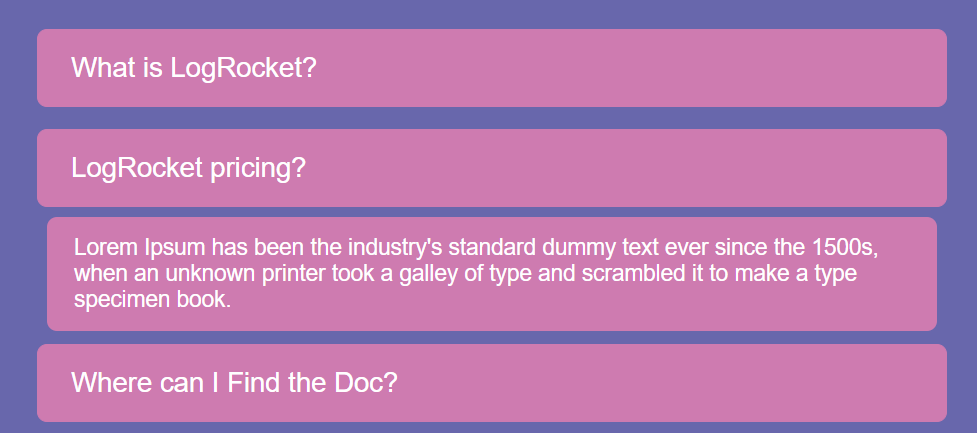 What is LogRocket?
LogRocket pricing?
Lorem Ipsum has been the industry's standard dummy text ever since the 1500s,
when an unknown printer took a galley of type and scrambled it to make a type
specimen book.
Where can I Find the Doc?